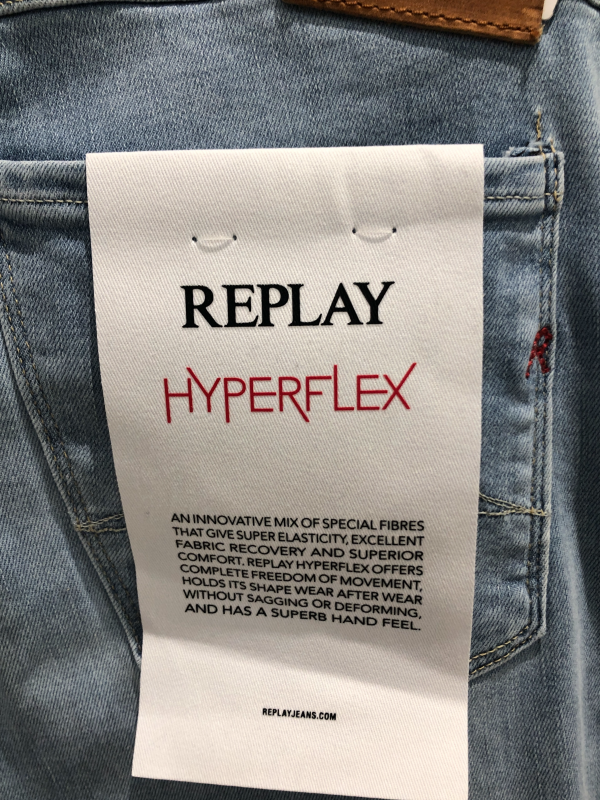 REPLAY
HYPERFLEX
AN INNOVATIVE MIX OF SPECIAL FIBRES
THAT GIVE SUPER ELASTICITY, EXCELLENT
FABRIC RECOVERY AND SUPERIOR
COMFORT. REPLAY HYPERFLEX OFFERS
COMPLETE FREEDOM OF MOVEMENT,
HOLDS ITS SHAPE WEAR AFTER WEAR
WITHOUT SAGGING OR DEFORMING,
AND HAS A SUPERB HAND FEEL.
REPLAYJEANS.COM
R